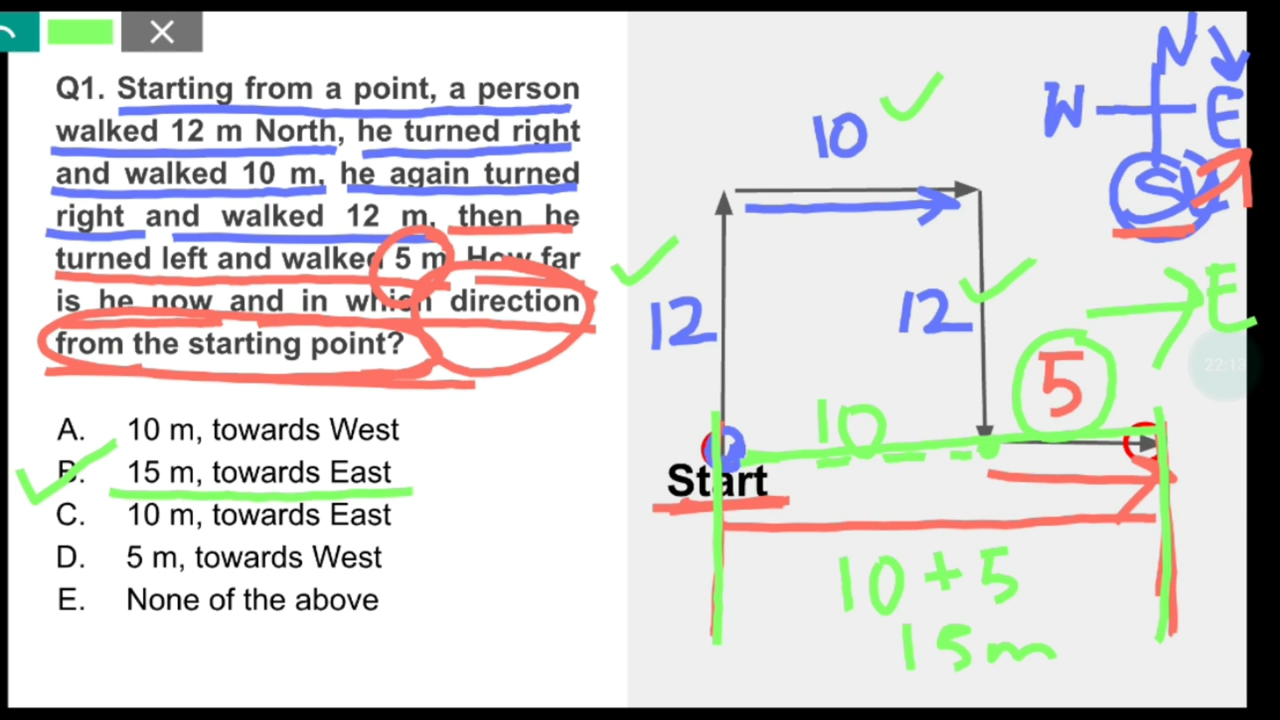 Q1. Starting from a point, a person
walked 12 m North, he turned right
and walked 10 m, he again turned
right and walked 12 m, then he
turned left and walked 5 m. How far
is he now and in which direction
from the starting point?
A. 10 m, towards West
B. 15 m, towards East
C. 10 m, towards East
D. 5 m, towards West
E. None of the above
N
W E
S
10
12
12
E
5
10
Start
10 + 5
15m
22:13